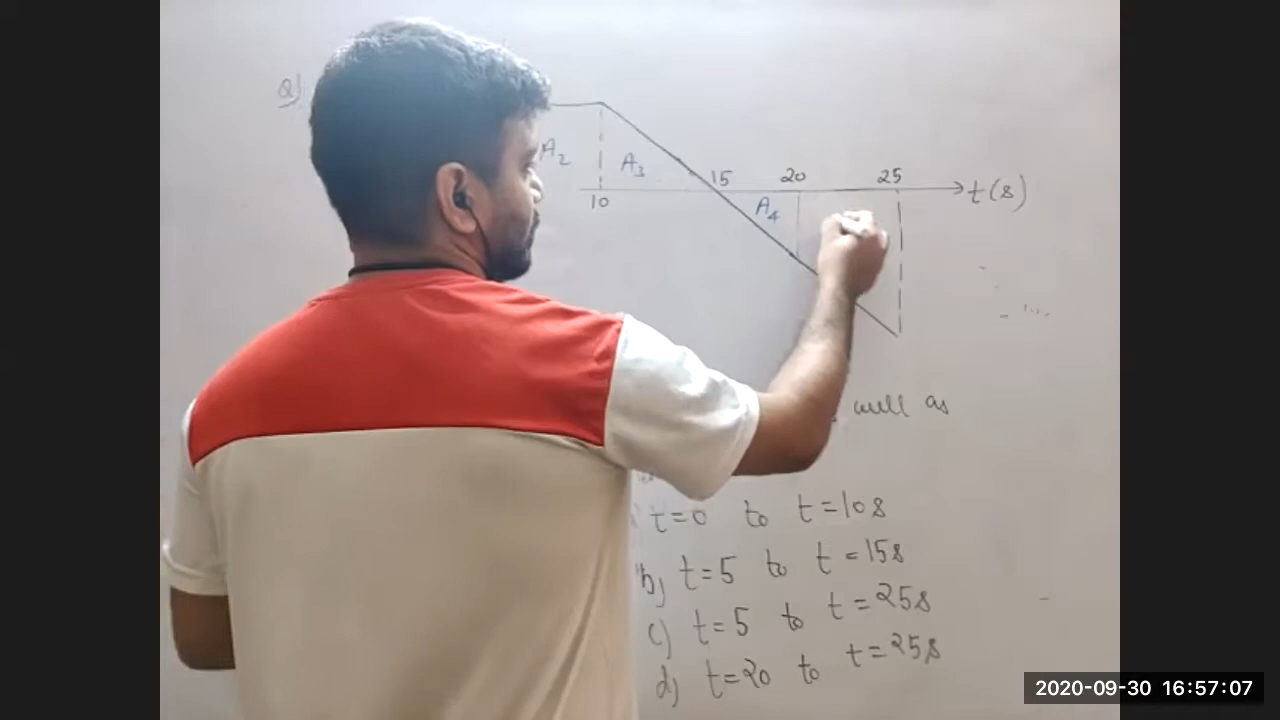 Q)
A2 A3 15 20 25 t(s)
10 A4
well as
t=0 to t=10s
b) t=5 to t=15s
c) t=5 to t=25s
d) t=20 to t=25s
2020-09-30 16:57:07